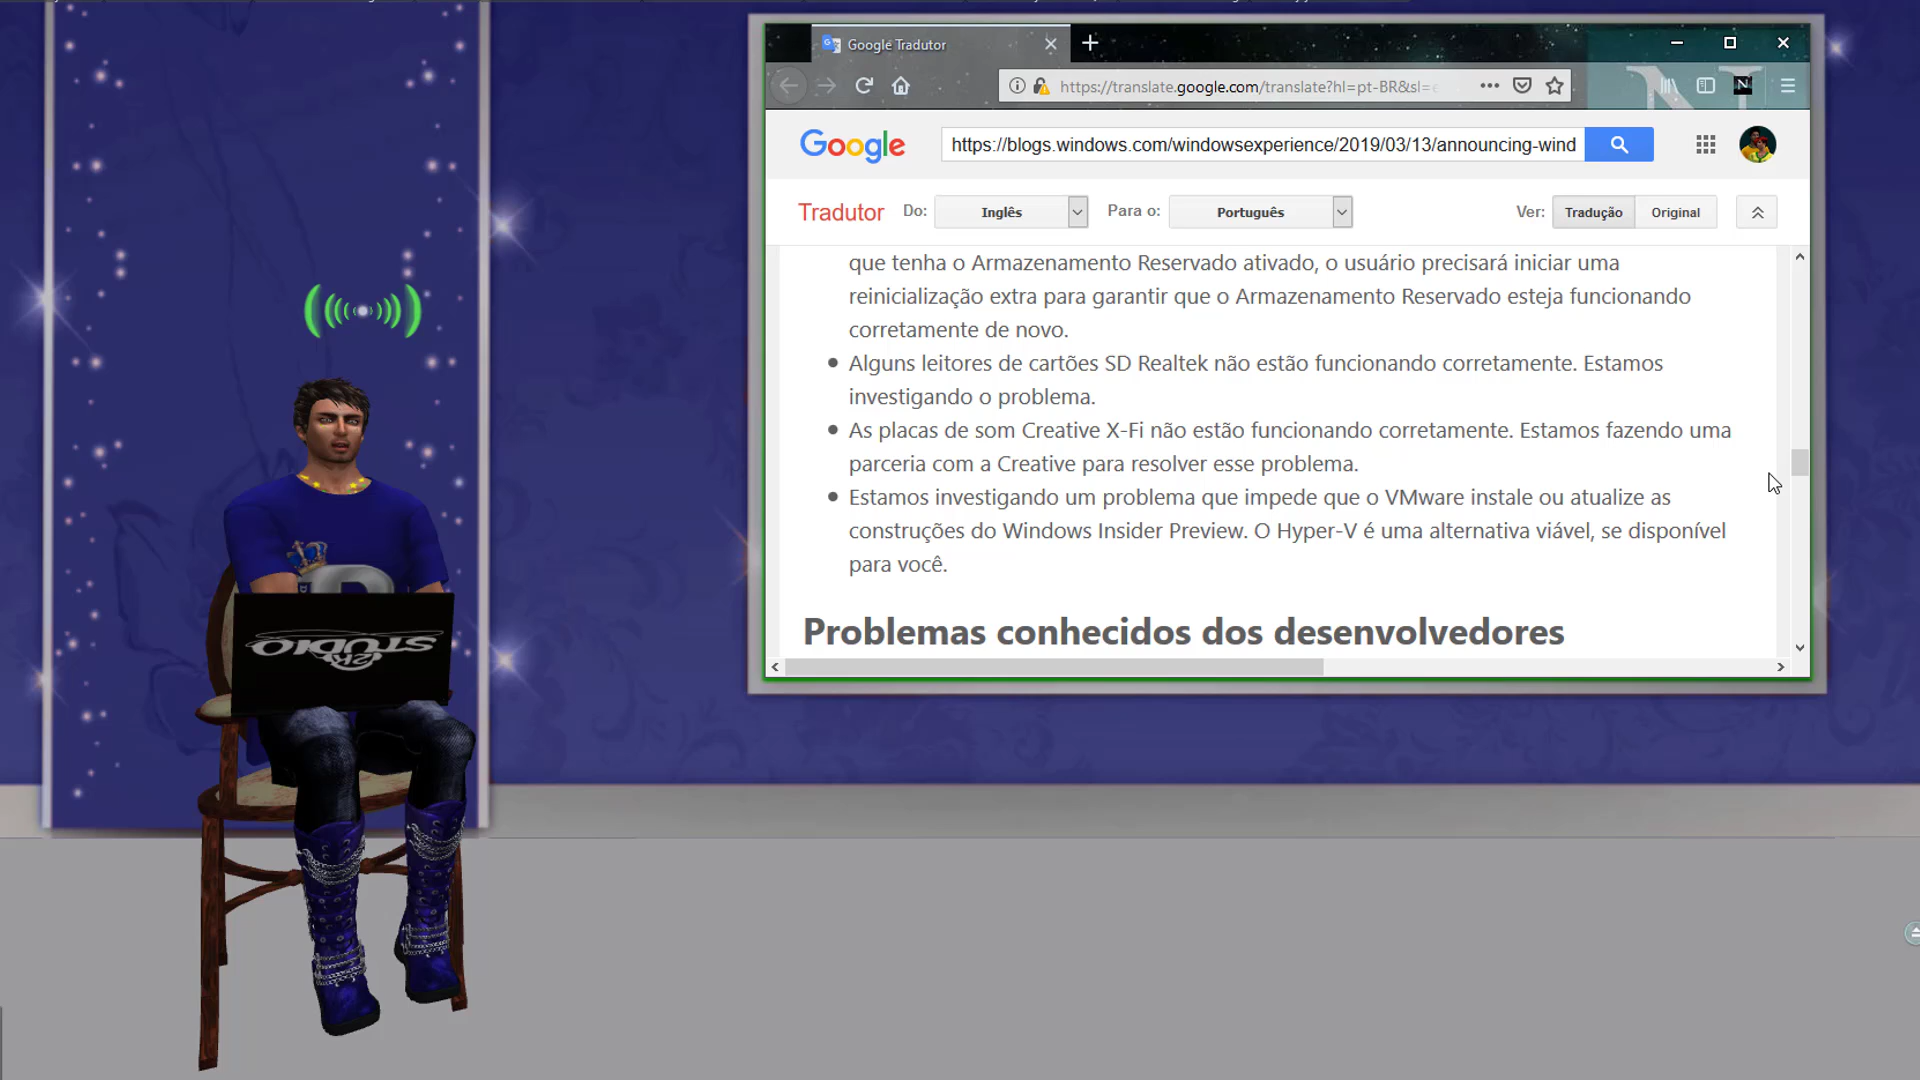 Google Tradutor
https://translate.google.com/translate?hl=pt-BR&sl=e
Google
https://blogs.windows.com/windowsexperience/2019/03/13/announcing-wind
Tradutor Do: Inglês Para o: Português Ver: Tradução Original
que tenha o Armazenamento Reservado ativado, o usuário precisará iniciar uma
reinicialização extra para garantir que o Armazenamento Reservado esteja funcionando
corretamente de novo.
Alguns leitores de cartões SD Realtek não estão funcionando corretamente. Estamos
investigando o problema.
As placas de som Creative X-Fi não estão funcionando corretamente. Estamos fazendo uma
parceria com a Creative para resolver esse problema.
Estamos investigando um problema que impede que o VMware instale ou atualize as
construções do Windows Insider Preview. O Hyper-V é uma alternativa viável, se disponível
para você.
Problemas conhecidos dos desenvolvedores
STUDIO
2R